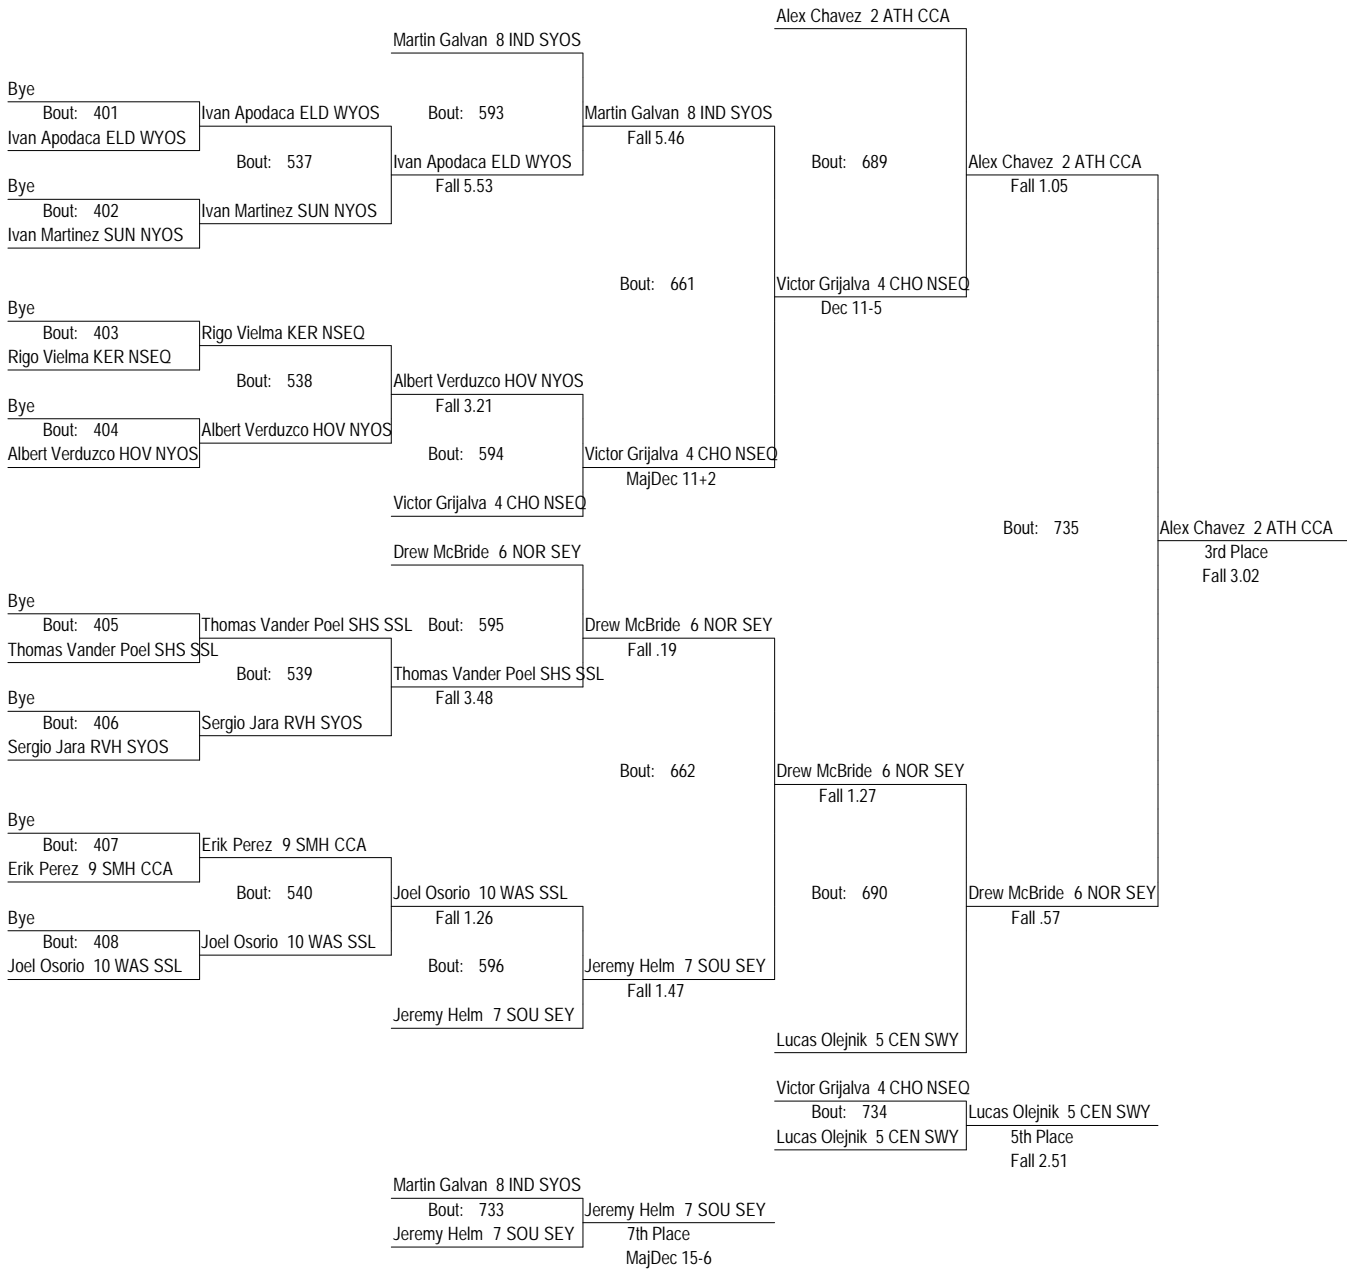 Alex Chavez 2 ATH CCA
Martin Galvan 8 IND SYOS
Bye
Bout: 401
Ivan Apodaca ELD WYOS
Bout: 593
Martin Galvan 8 IND SYOS
Ivan Apodaca ELD WYOS
Fall 5.46
Bout: 537
Ivan Apodaca ELD WYOS
Bout: 689
Alex Chavez 2 ATH CCA
Bye
Fall 5.53
Fall 1.05
Bout: 402
Ivan Martinez SUN NYOS
Ivan Martinez SUN NYOS
Bout: 661
Victor Grijalva 4 CHO NSEQ
Bye
Dec 11-5
Bout: 403
Rigo Vielma KER NSEQ
Rigo Vielma KER NSEQ
Bout: 538
Albert Verduzco HOV NYOS
Bye
Fall 3.21
Bout: 404
Albert Verduzco HOV NYOS
Albert Verduzco HOV NYOS
Bout: 594
Victor Grijalva 4 CHO NSEQ
MajDec 11+2
Victor Grijalva 4 CHO NSEQ
Bout: 735
Alex Chavez 2 ATH CCA
Drew McBride 6 NOR SEY
3rd Place
Fall 3.02
Bye
Bout: 405
Thomas Vander Poel SHS SSL
Bout: 595
Drew McBride 6 NOR SEY
Thomas Vander Poel SHS SSL
Fall .19
Bout: 539
Thomas Vander Poel SHS SSL
Bye
Fall 3.48
Bout: 406
Sergio Jara RVH SYOS
Sergio Jara RVH SYOS
Bout: 662
Drew McBride 6 NOR SEY
Fall 1.27
Bye
Bout: 407
Erik Perez 9 SMH CCA
Erik Perez 9 SMH CCA
Bout: 540
Joel Osorio 10 WAS SSL
Bout: 690
Drew McBride 6 NOR SEY
Bye
Fall 1.26
Fall .57
Bout: 408
Joel Osorio 10 WAS SSL
Joel Osorio 10 WAS SSL
Bout: 596
Jeremy Helm 7 SOU SEY
Fall 1.47
Jeremy Helm 7 SOU SEY
Lucas Olejnik 5 CEN SWY
Victor Grijalva 4 CHO NSEQ
Bout: 734
Lucas Olejnik 5 CEN SWY
Lucas Olejnik 5 CEN SWY
5th Place
Fall 2.51
Martin Galvan 8 IND SYOS
Bout: 733
Jeremy Helm 7 SOU SEY
Jeremy Helm 7 SOU SEY
7th Place
MajDec 15-6